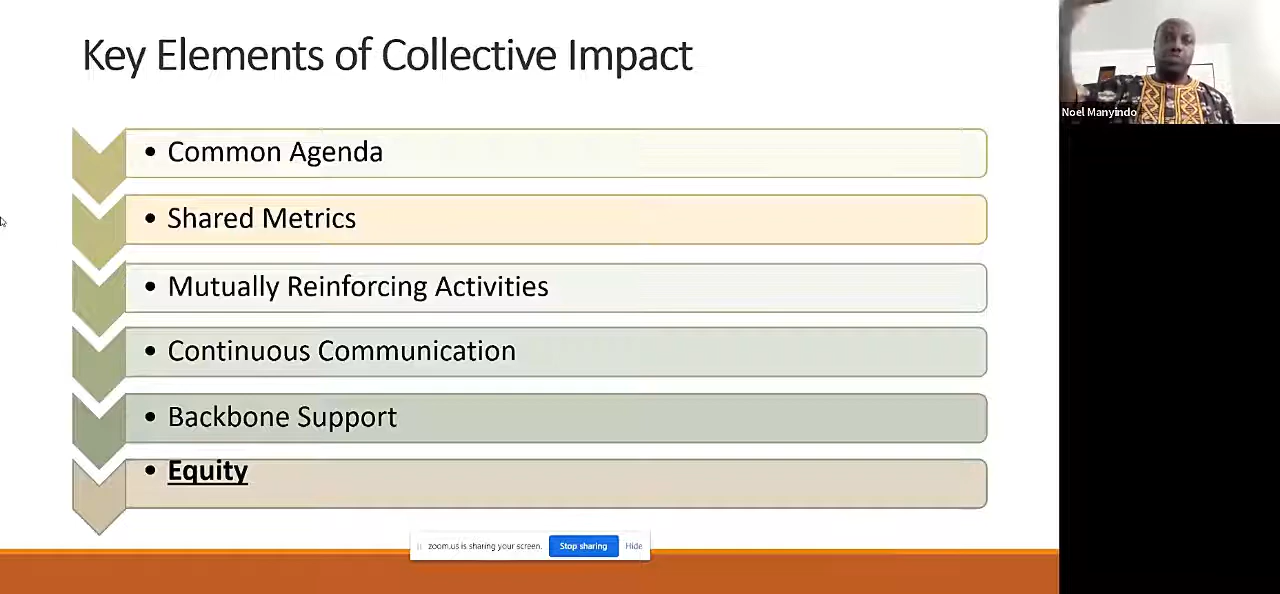 Key Elements of Collective Impact
• Common Agenda
• Shared Metrics
• Mutually Reinforcing Activities
• Continuous Communication
• Backbone Support
• Equity
zoom.us is sharing your screen. Stop sharing Hide
Noel Manyindo